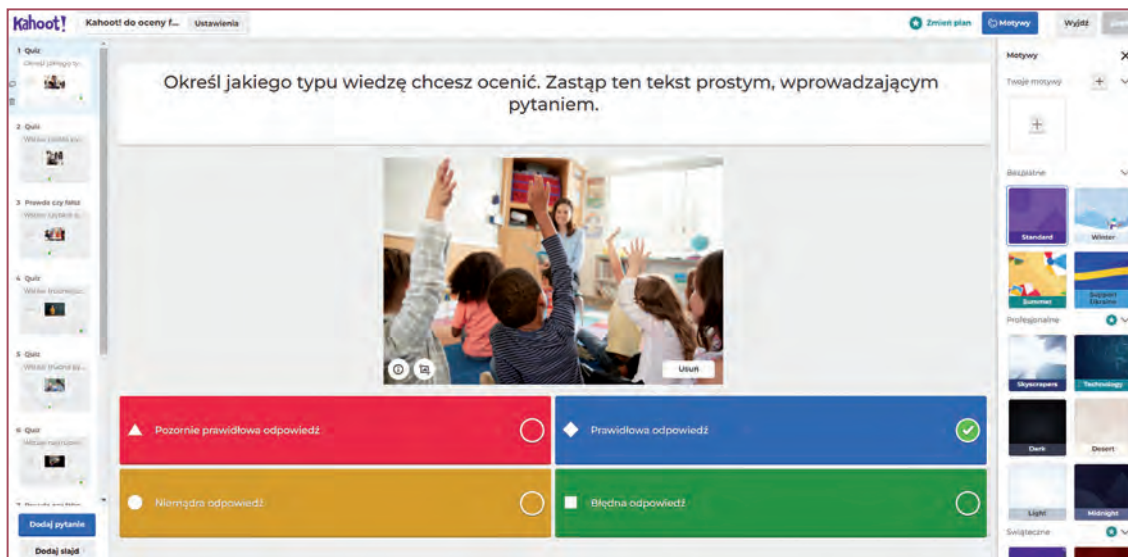 Kahoot!
Kahoot! do oceny f...
Ustawienia
Zmień plan
Motywy
Wyjdź
1 Quiz
Określ jakiego ty...
2 Quiz
3 Prawda czy fałsz
4 Quiz
5 Quiz
6 Quiz
Dodaj pytanie
Dodaj slajd
Określ jakiego typu wiedzę chcesz ocenić. Zastąp ten tekst prostym, wprowadzającym
pytaniem.
Usuń
Pozornie prawidłowa odpowiedź
Prawidłowa odpowiedź
Niemądra odpowiedź
Błędna odpowiedź
Motywy
Twoje motywy
Bezpłatne
Standard
Winter
Summer
Support
Ukraine
Profesjonalne
Skyscrapers
Technology
Dark
Desert
Light
Midnight
Świąteczne